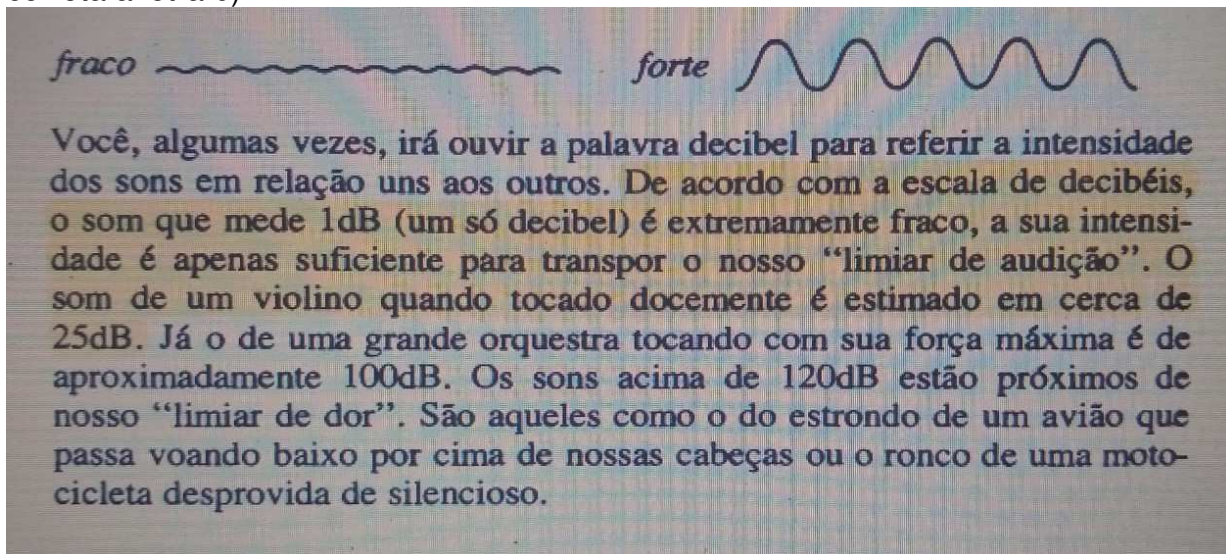 fraco forte
Você, algumas vezes, irá ouvir a palavra decibel para referir a intensidade
dos sons em relação uns aos outros. De acordo com a escala de decibéis,
o som que mede 1dB (um só decibel) é extremamente fraco, a sua intensi-
dade é apenas suficiente para transpor o nosso “limiar de audição”. O
som de um violino quando tocado docemente é estimado em cerca de
25dB. Já o de uma grande orquestra tocando com sua força máxima é de
aproximadamente 100dB. Os sons acima de 120dB estão próximos de
nosso “limiar de dor”. São aqueles como o do estrondo de um avião que
passa voando baixo por cima de nossas cabeças ou o ronco de uma moto-
cicleta desprovida de silencioso.